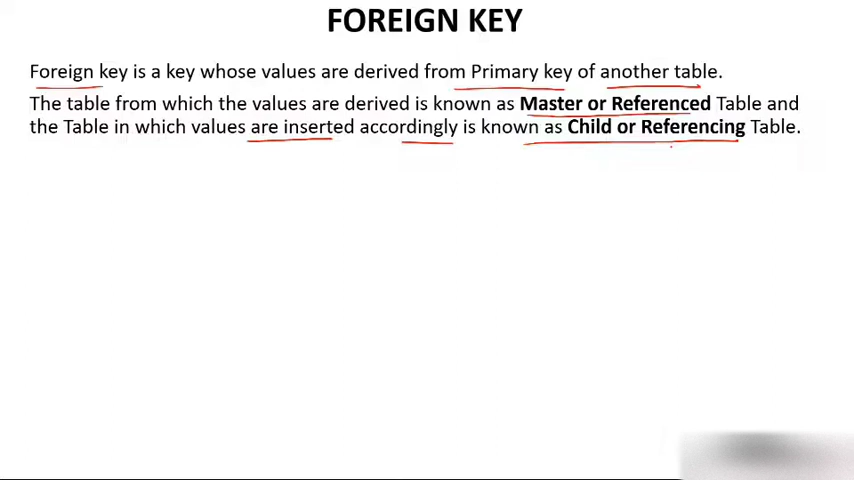 FOREIGN KEY
Foreign key is a key whose values are derived from Primary key of another table.
The table from which the values are derived is known as Master or Referenced Table and
the Table in which values are inserted accordingly is known as Child or Referencing Table.